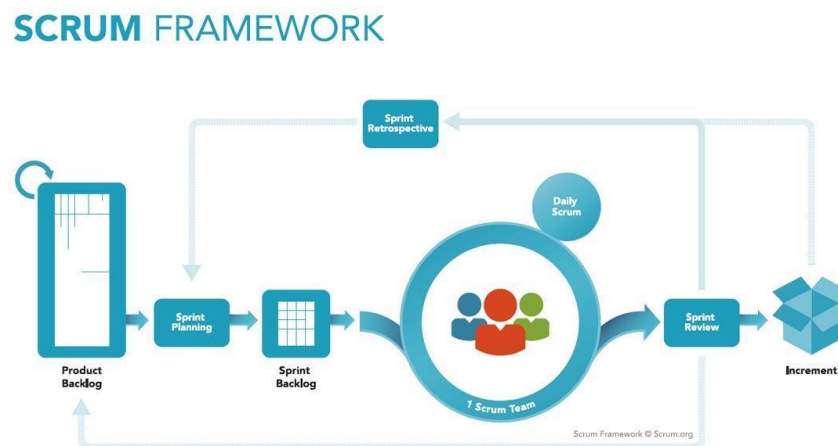 SCRUM FRAMEWORK
Sprint
Retrospective
Daily
Scrum
Sprint
Planning
Sprint
Review
Product
Backlog
Sprint
Backlog
1 Scrum Team
Increment
Scrum Framework © Scrum.org